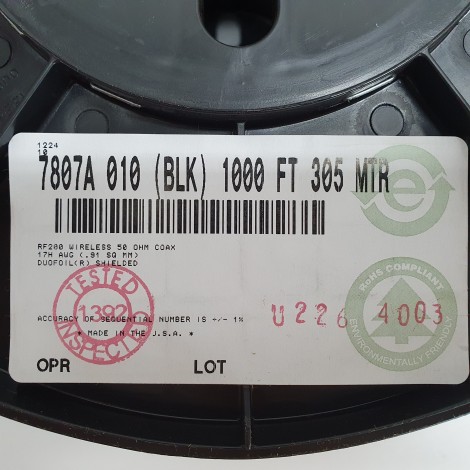 1224
10
7807A 010 (BLK) 1000 FT 305 MTR
RF200 WIRELESS 50 OHM COAX
17H AWG (.91 SQ MM)
DUOFOIL(R) SHIELDED
TESTED
1392
INSPECTED
ACCURACY OF SEQUENTIAL NUMBER IS +/- 1%
* MADE IN THE U.S.A. *
U226 4003
e
RoHS COMPLIANT
ENVIRONMENTALLY FRIENDLY
OPR
LOT